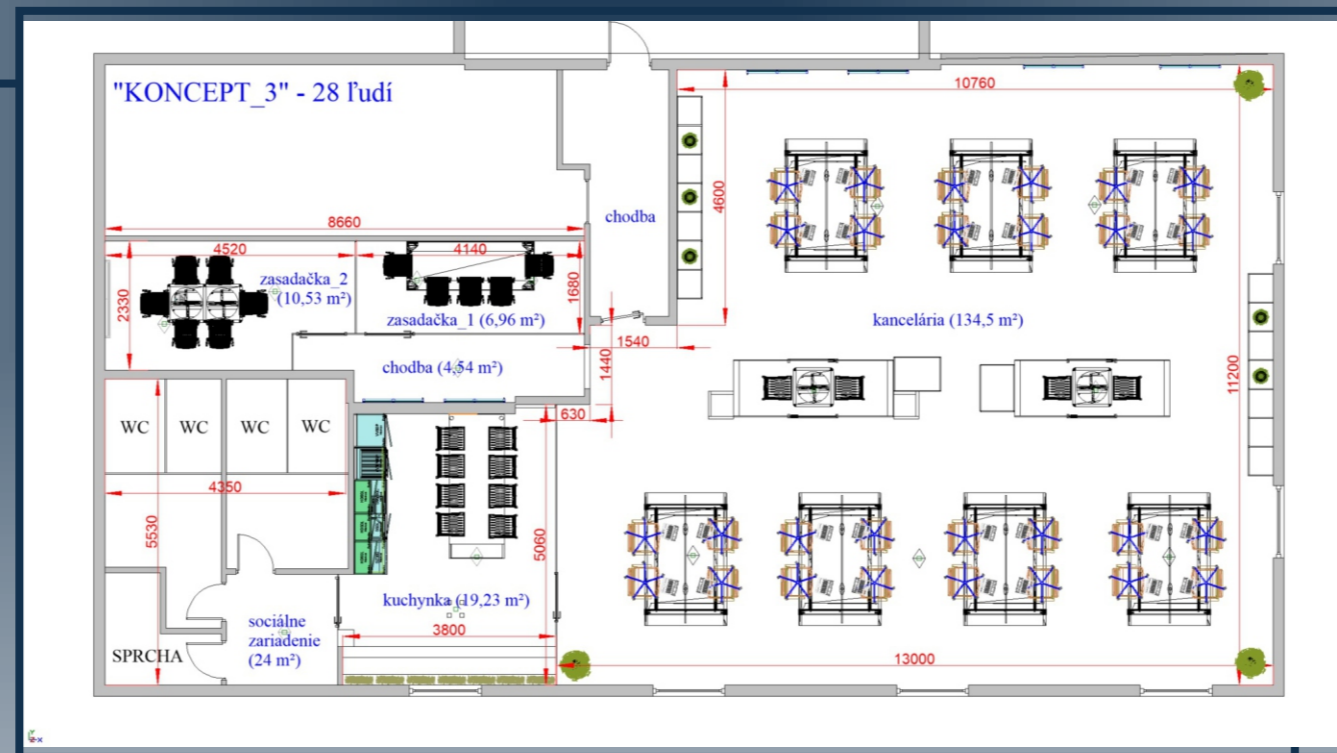 "KONCEPT_3" - 28 ľudí
10760
4600
chodba
8660
4520
4140
zasadačka_2
(10,53 m²)
2330
1680
zasadačka_1 (6,96 m²)
kancelária (134,5 m²)
chodba (4,54 m²)
1540
1440
11200
630
WC
WC
WC
WC
4350
5530
5060
kuchynka (19,23 m²)
sociálne
zariadenie
(24 m²)
3800
SPRCHA
13000